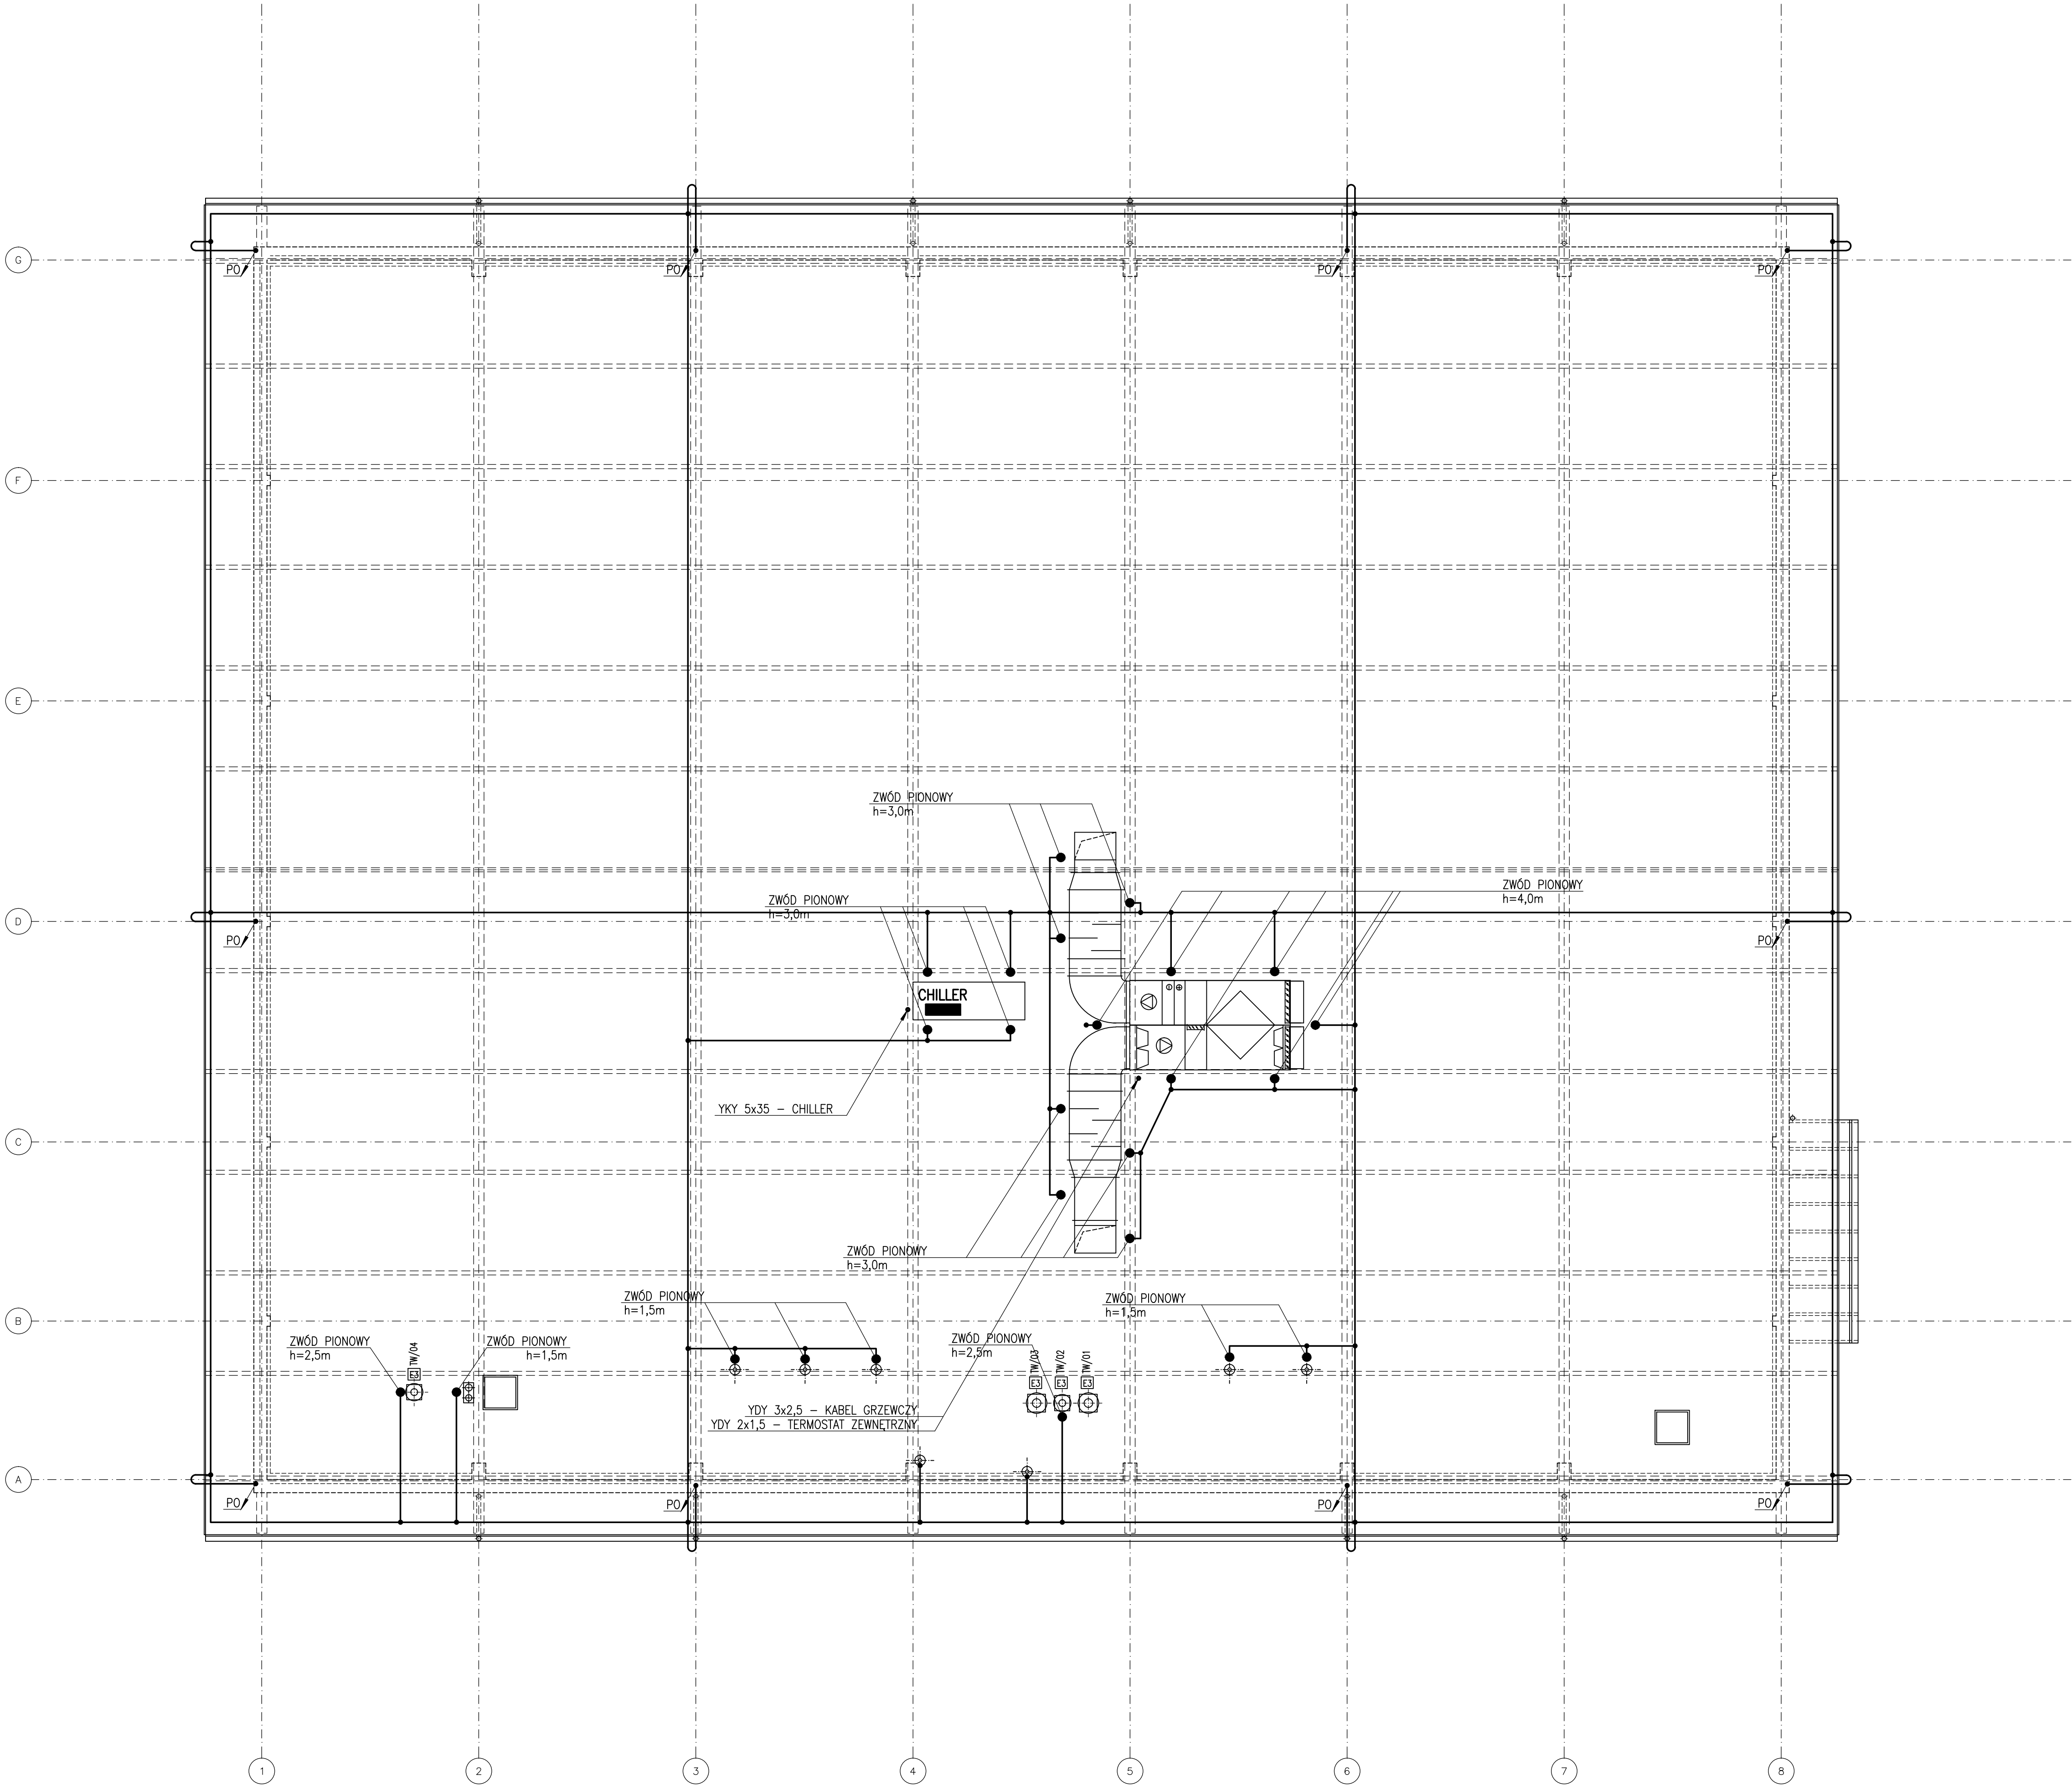 G
PO
PO
PO
PO
F
E
ZWÓD PIONOWY
h=3,0m
ZWÓD PIONOWY
h=3,0m
ZWÓD PIONOWY
h=4,0m
D
PO
PO
CHILLER
YKY 5x35 – CHILLER
C
ZWÓD PIONOWY
h=3,0m
ZWÓD PIONOWY
h=1,5m
ZWÓD PIONOWY
h=1,5m
B
ZWÓD PIONOWY
h=2,5m
TW/04
E3
ZWÓD PIONOWY
h=1,5m
ZWÓD PIONOWY
h=2,5m
TW/03
TW/02
TW/01
E3
E3
E3
YDY 3x2,5 – KABEL GRZEWCZY
YDY 2x1,5 – TERMOSTAT ZEWNĘTRZNY
A
PO
PO
PO
PO
1
2
3
4
5
6
7
8